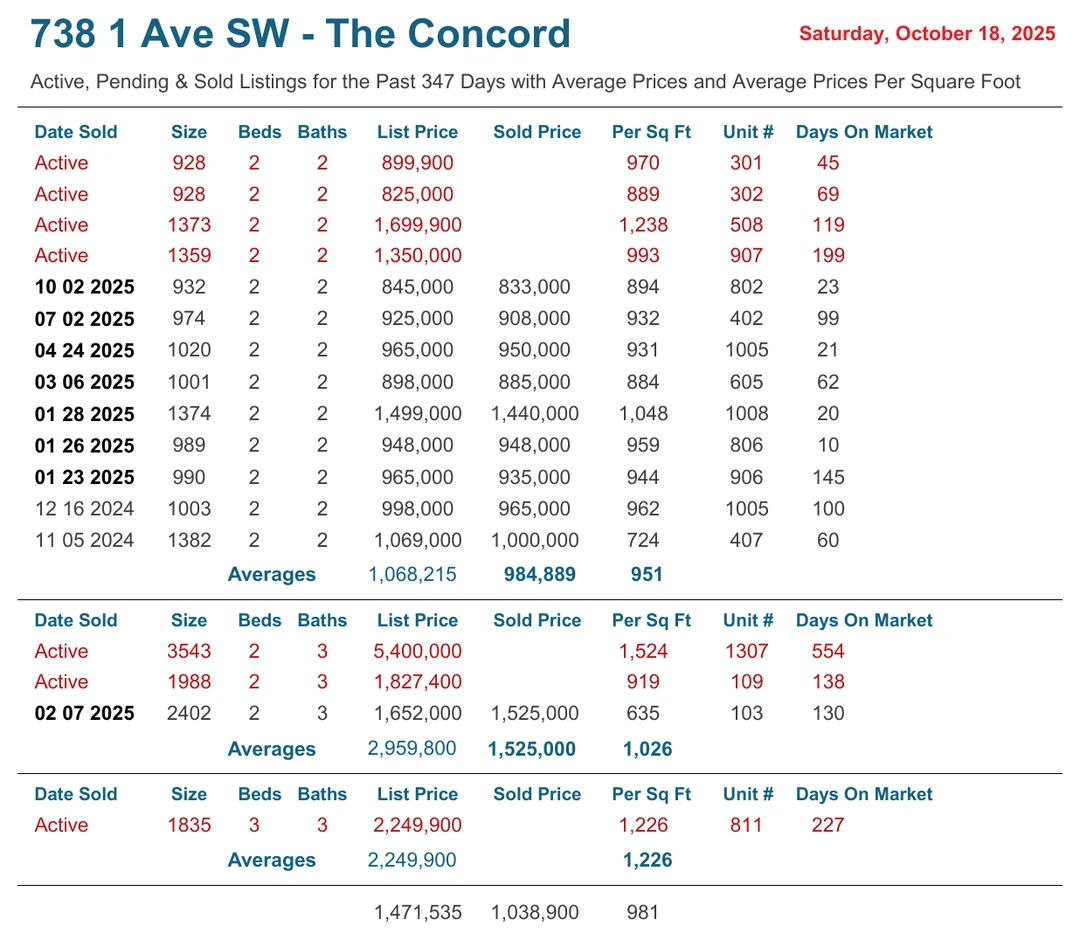 738 1 Ave SW - The Concord Saturday, October 18, 2025
Active, Pending & Sold Listings for the Past 347 Days with Average Prices and Average Prices Per Square Foot
Date Sold Size Beds Baths List Price Sold Price Per Sq Ft Unit # Days On Market
Active 928 2 2 899,900 970 301 45
Active 928 2 2 825,000 889 302 69
Active 1373 2 2 1,699,900 1,238 508 119
Active 1359 2 2 1,350,000 993 907 199
10 02 2025 932 2 2 845,000 833,000 894 802 23
07 02 2025 974 2 2 925,000 908,000 932 402 99
04 24 2025 1020 2 2 965,000 950,000 931 1005 21
03 06 2025 1001 2 2 898,000 885,000 884 605 62
01 28 2025 1374 2 2 1,499,000 1,440,000 1,048 1008 20
01 26 2025 989 2 2 948,000 948,000 959 806 10
01 23 2025 990 2 2 965,000 935,000 944 906 145
12 16 2024 1003 2 2 998,000 965,000 962 1005 100
11 05 2024 1382 2 2 1,069,000 1,000,000 724 407 60
Averages 1,068,215 984,889 951
Date Sold Size Beds Baths List Price Sold Price Per Sq Ft Unit # Days On Market
Active 3543 2 3 5,400,000 1,524 1307 554
Active 1988 2 3 1,827,400 919 109 138
02 07 2025 2402 2 3 1,652,000 1,525,000 635 103 130
Averages 2,959,800 1,525,000 1,026
Date Sold Size Beds Baths List Price Sold Price Per Sq Ft Unit # Days On Market
Active 1835 3 3 2,249,900 1,226 811 227
Averages 2,249,900 1,226
1,471,535 1,038,900 981